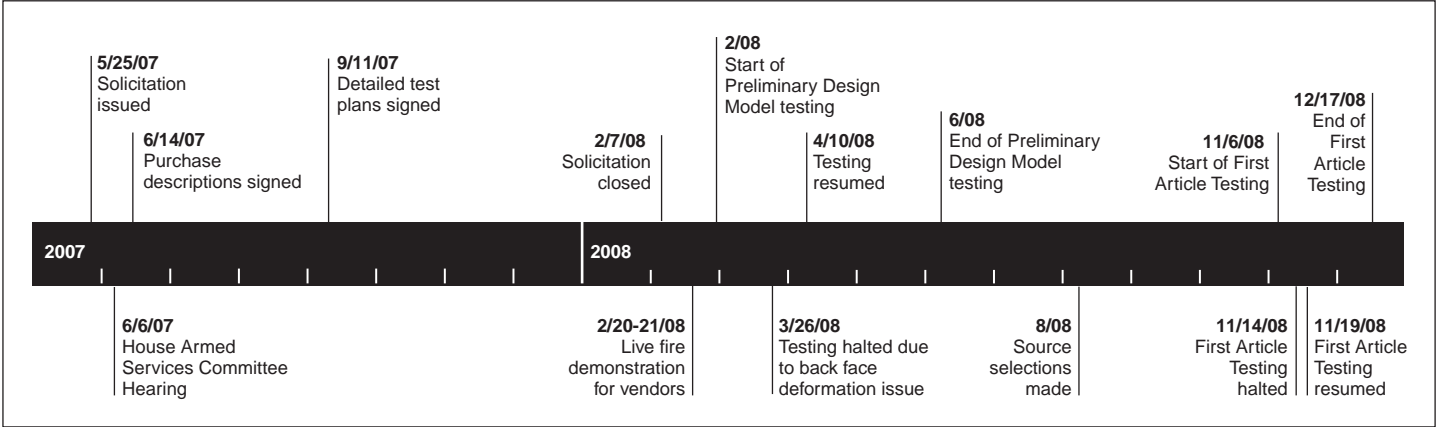 5/25/07
Solicitation
issued
6/14/07
Purchase
descriptions signed
9/11/07
Detailed test
plans signed
2/7/08
Solicitation
closed
2/08
Start of
Preliminary Design
Model testing
4/10/08
Testing
resumed
6/08
End of Preliminary
Design Model
testing
11/6/08
Start of First
Article Testing
12/17/08
End of
First
Article
Testing
2007
2008
6/6/07
House Armed
Services Committee
Hearing
2/20-21/08
Live fire
demonstration
for vendors
3/26/08
Testing halted due
to back face
deformation issue
8/08
Source
selections
made
11/14/08
First Article
Testing
halted
11/19/08
First Article
Testing
resumed